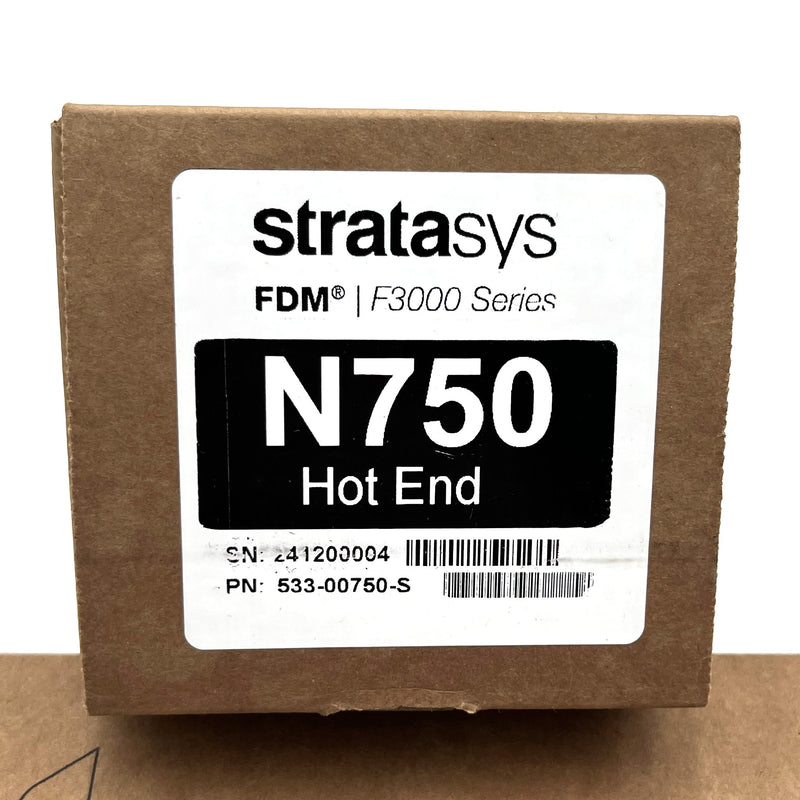 stratasys
FDM® | F3000 Series
N750
Hot End
SN: 241200004
PN: 533-00750-S